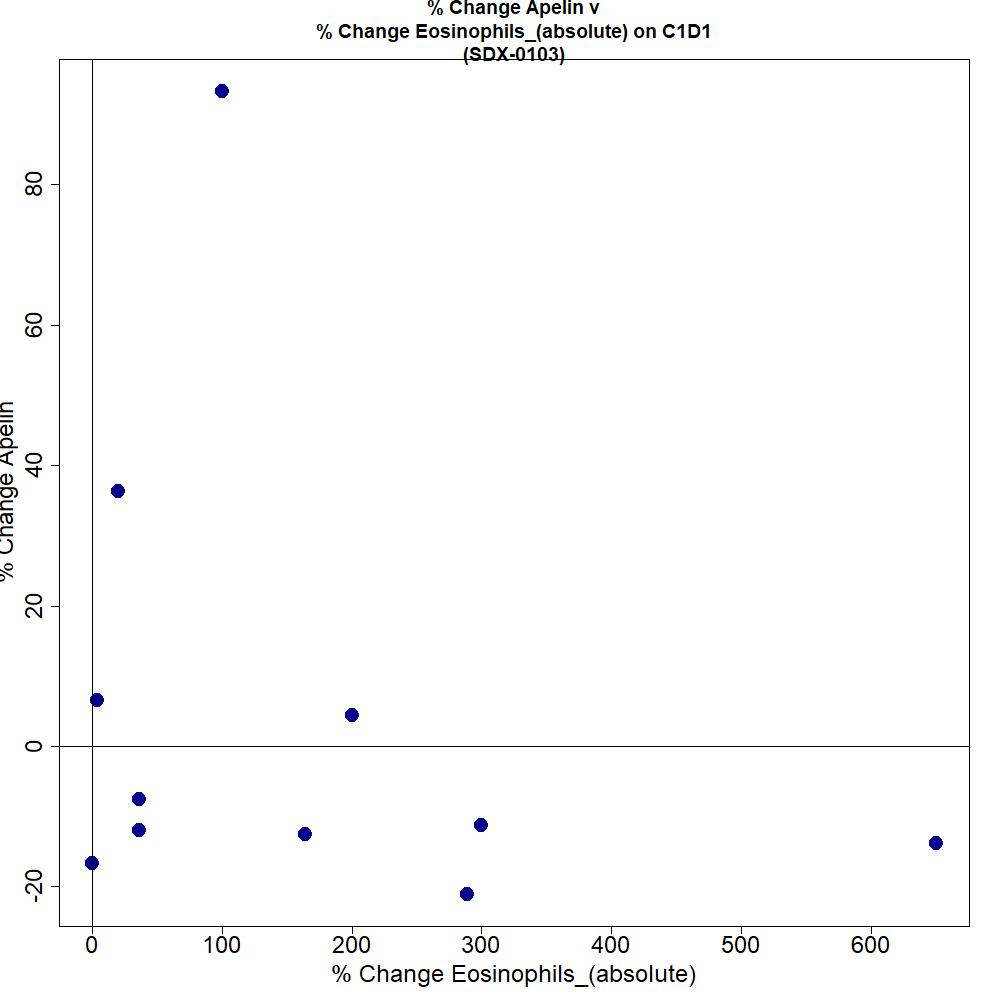 % Change Apelin v
% Change Eosinophils_(absolute) on C1D1
(SDX-0103)
80
60
40
20
0
-20
% Change Apelin
0 100 200 300 400 500 600
% Change Eosinophils_(absolute)